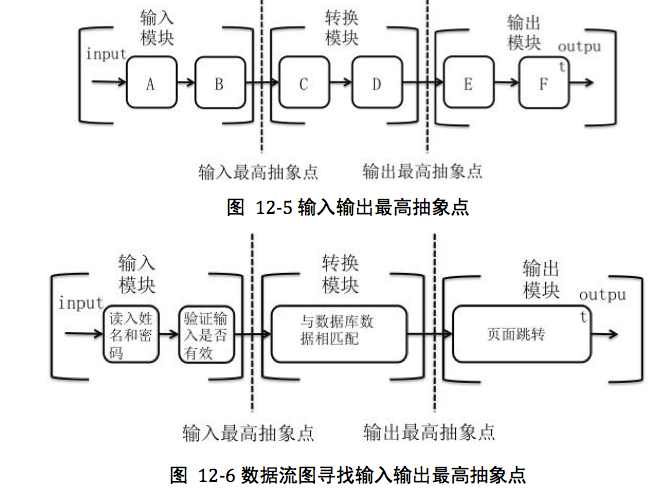 输入
模块
转换
模块
输出
模块
input
outpu
t
A
B
C
D
E
F
输入最高抽象点
输出最高抽象点
图 12-5 输入输出最高抽象点
输入
模块
转换
模块
输出
模块
input
outpu
t
读入姓
名和密
码
验证输
入是否
有效
与数据库数
据相匹配
页面跳转
输入最高抽象点
输出最高抽象点
图 12-6 数据流图寻找输入输出最高抽象点